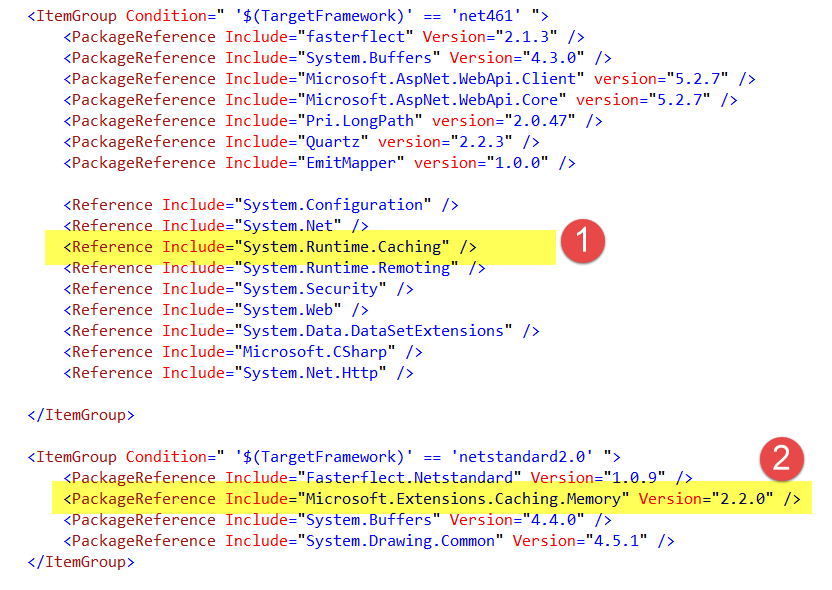 <ItemGroup Condition=" '$(TargetFramework)' == 'net461' ">
<PackageReference Include="fasterflect" Version="2.1.3" />
<PackageReference Include="System.Buffers" Version="4.3.0" />
<PackageReference Include="Microsoft.AspNet.WebApi.Client" version="5.2.7" />
<PackageReference Include="Microsoft.AspNet.WebApi.Core" version="5.2.7" />
<PackageReference Include="Pri.LongPath" version="2.0.47" />
<PackageReference Include="Quartz" version="2.2.3" />
<PackageReference Include="EmitMapper" version="1.0.0" />
<Reference Include="System.Configuration" />
<Reference Include="System.Net" />
<Reference Include="System.Runtime.Caching" />
1
<Reference Include="System.Runtime.Remoting" />
<Reference Include="System.Security" />
<Reference Include="System.Web" />
<Reference Include="System.Data.DataSetExtensions" />
<Reference Include="Microsoft.CSharp" />
<Reference Include="System.Net.Http" />
</ItemGroup>
<ItemGroup Condition=" '$(TargetFramework)' == 'netstandard2.0' ">
2
<PackageReference Include="Fasterflect.Netstandard" Version="1.0.9" />
<PackageReference Include="Microsoft.Extensions.Caching.Memory" Version="2.2.0" />
<PackageReference Include="System.Buffers" Version="4.4.0" />
<PackageReference Include="System.Drawing.Common" Version="4.5.1" />
</ItemGroup>